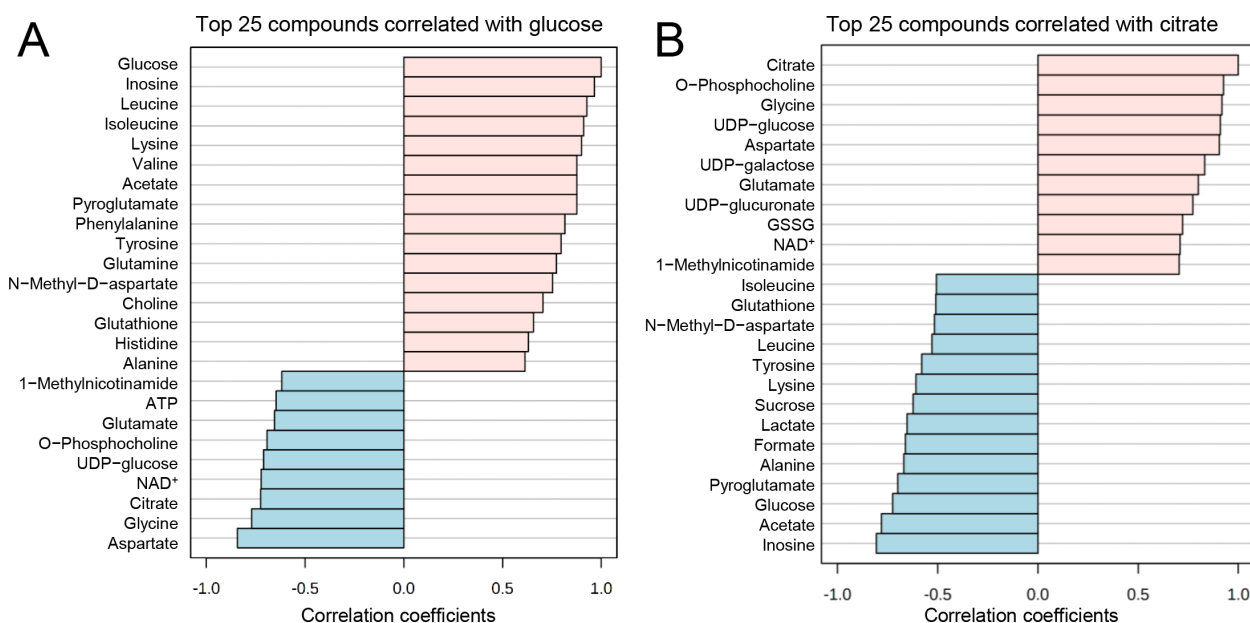 A
Top 25 compounds correlated with glucose
Glucose
Inosine
Leucine
Isoleucine
Lysine
Valine
Acetate
Pyroglutamate
Phenylalanine
Tyrosine
Glutamine
N−Methyl−D−aspartate
Choline
Glutathione
Histidine
Alanine
1−Methylnicotinamide
ATP
Glutamate
O−Phosphocholine
UDP−glucose
NAD⁺
Citrate
Glycine
Aspartate
-1.0 -0.5 0.0 0.5 1.0
Correlation coefficients
B
Top 25 compounds correlated with citrate
Citrate
O−Phosphocholine
Glycine
UDP−glucose
Aspartate
UDP−galactose
Glutamate
UDP−glucuronate
GSSG
NAD⁺
1−Methylnicotinamide
Isoleucine
Glutathione
N−Methyl−D−aspartate
Leucine
Tyrosine
Lysine
Sucrose
Lactate
Formate
Alanine
Pyroglutamate
Glucose
Acetate
Inosine
-1.0 -0.5 0.0 0.5 1.0
Correlation coefficients